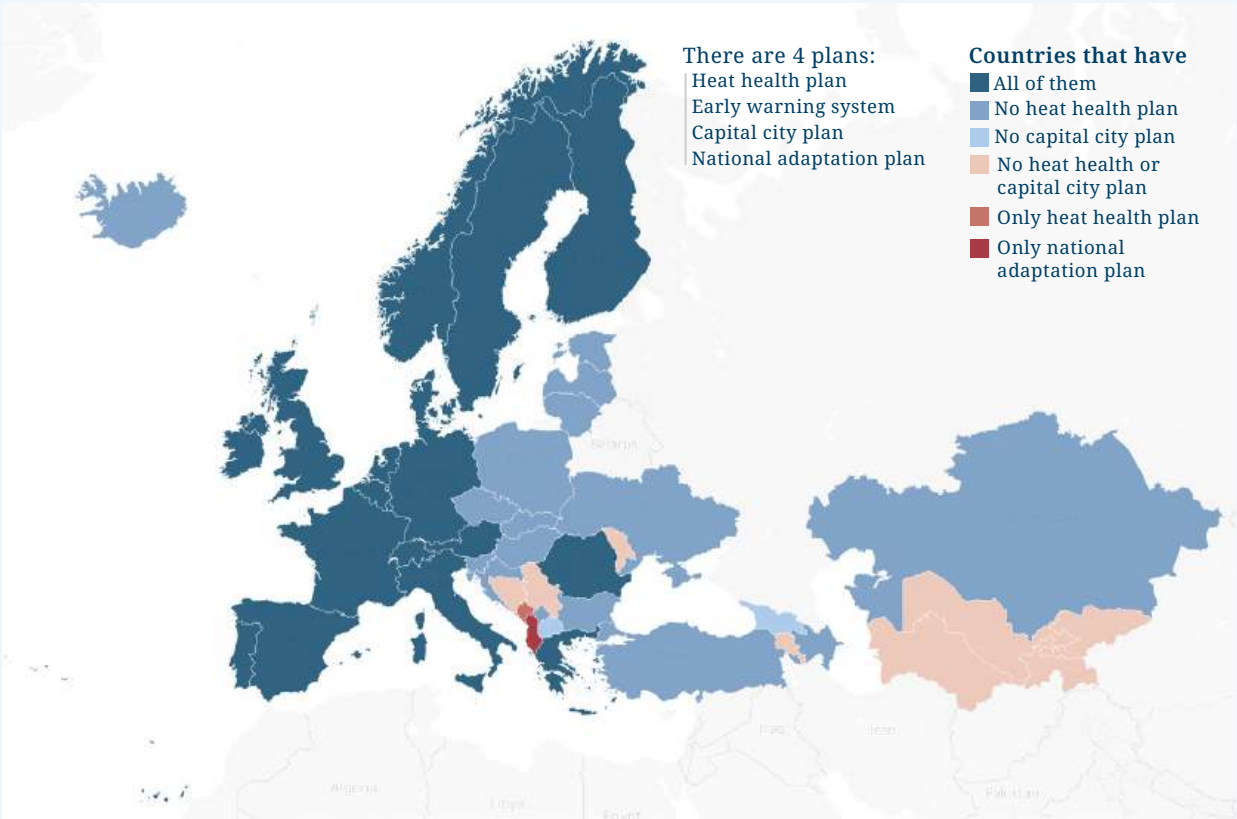 There are 4 plans:
Heat health plan
Early warning system
Capital city plan
National adaptation plan
Countries that have
All of them
No heat health plan
No capital city plan
No heat health or
capital city plan
Only heat health plan
Only national
adaptation plan
Belarus
Iraq
Iran
Algeria
Libya
Egypt
Pakistan